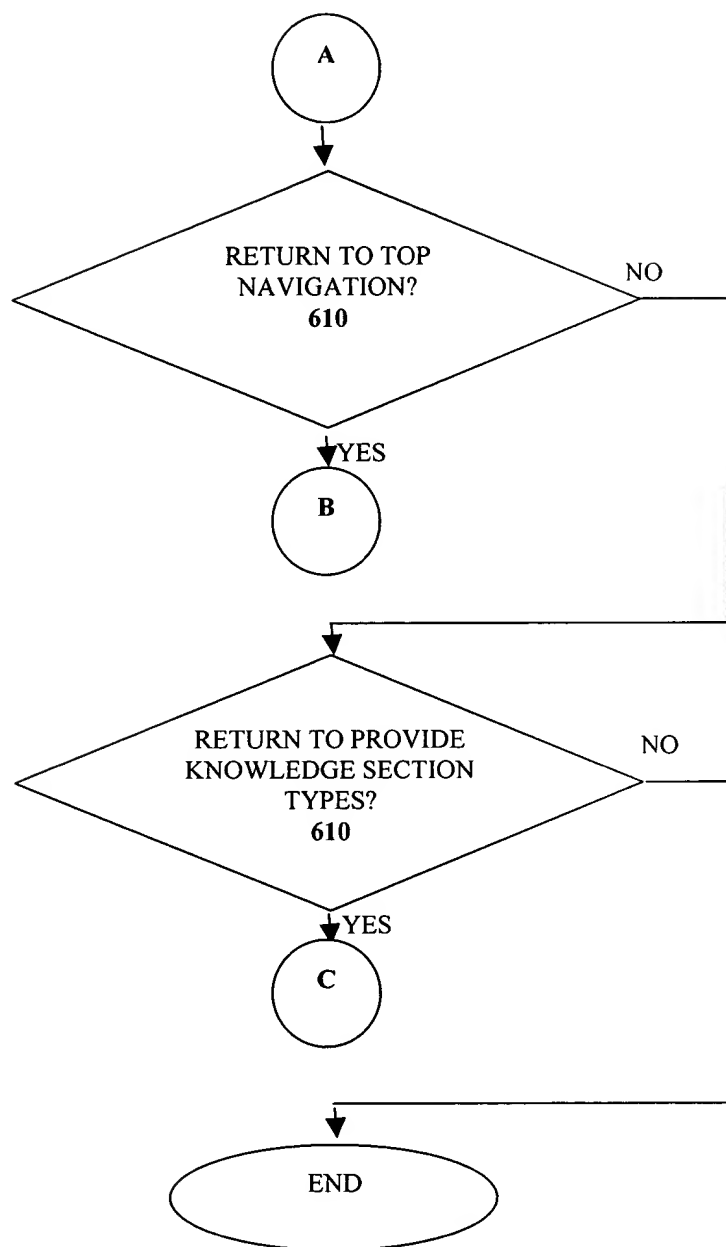 A
RETURN TO TOP
NAVIGATION?
610
NO
YES
B
RETURN TO PROVIDE
KNOWLEDGE SECTION
TYPES?
610
NO
YES
C
END